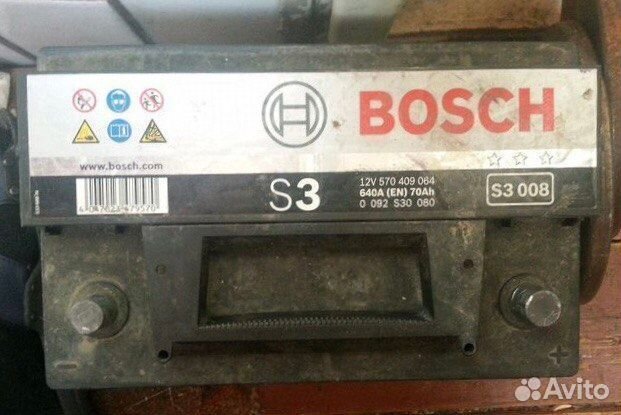 BOSCH
www.bosch.com
S3
12V 570 409 064
640A (EN) 70Ah
0 092 S30 080
S3 008
- +
Avito